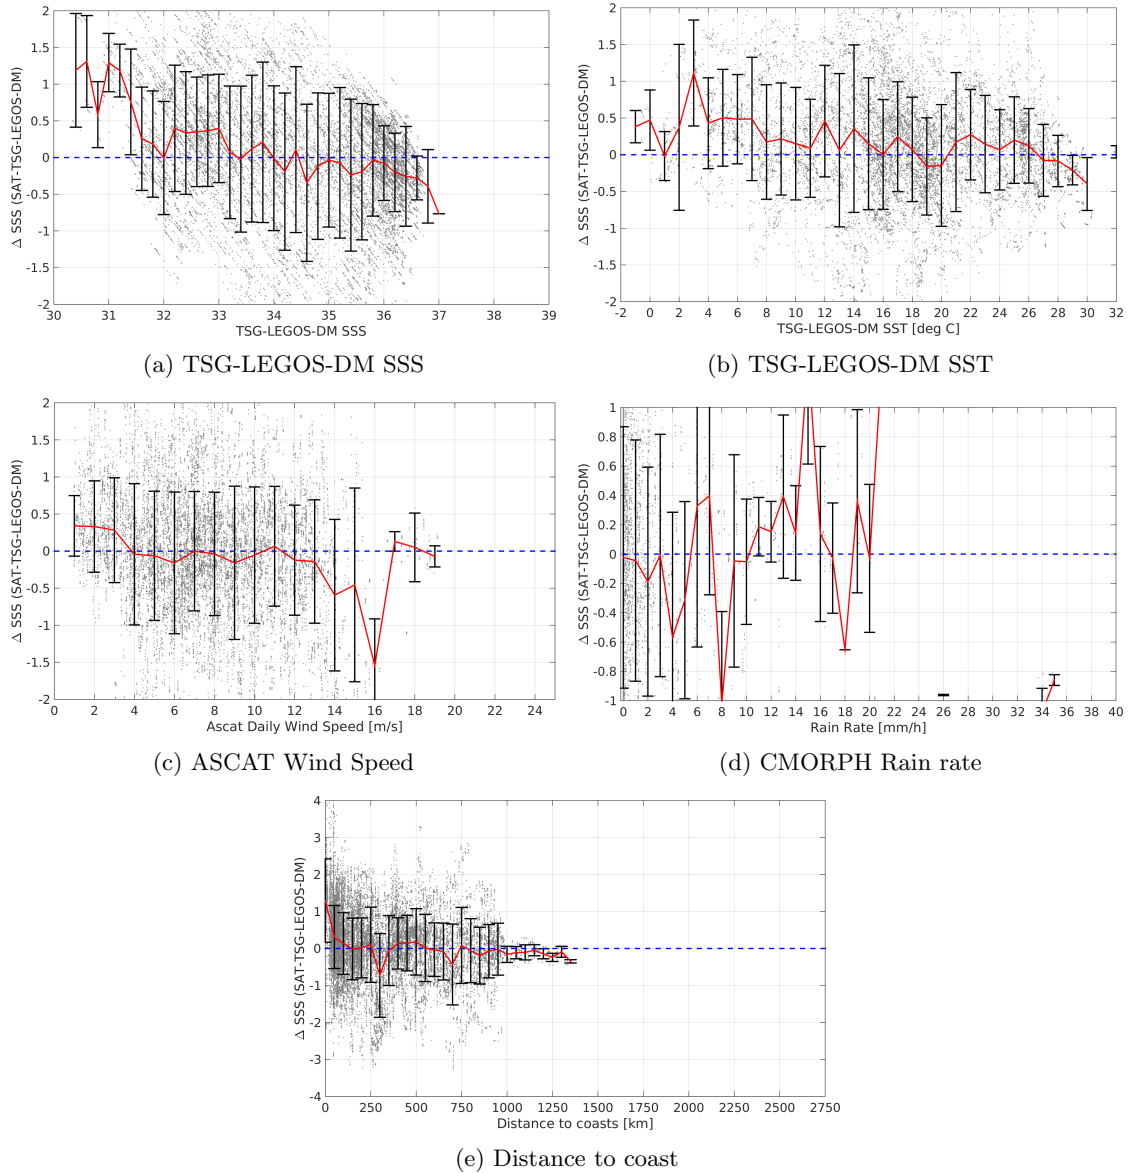 2
1.5
1
0.5
0
-0.5
-1
-1.5
-2
Δ SSS (SAT-TSG-LEGOS-DM)
30 31 32 33 34 35 36 37 38 39
TSG-LEGOS-DM SSS
(a) TSG-LEGOS-DM SSS
2
1.5
1
0.5
0
-0.5
-1
-1.5
-2
Δ SSS (SAT-TSG-LEGOS-DM)
-2 0 2 4 6 8 10 12 14 16 18 20 22 24 26 28 30 32
TSG-LEGOS-DM SST [deg C]
(b) TSG-LEGOS-DM SST
2
1.5
1
0.5
0
-0.5
-1
-1.5
-2
Δ SSS (SAT-TSG-LEGOS-DM)
0 2 4 6 8 10 12 14 16 18 20 22 24
Ascat Daily Wind Speed [m/s]
(c) ASCAT Wind Speed
1
0.8
0.6
0.4
0.2
0
-0.2
-0.4
-0.6
-0.8
-1
Δ SSS (SAT-TSG-LEGOS-DM)
0 2 4 6 8 10 12 14 16 18 20 22 24 26 28 30 32 34 36 38 40
Rain Rate [mm/h]
(d) CMORPH Rain rate
4
3
2
1
0
-1
-2
-3
-4
Δ SSS (SAT-TSG-LEGOS-DM)
0 250 500 750 1000 1250 1500 1750 2000 2250 2500 2750
Distance to coasts [km]
(e) Distance to coast